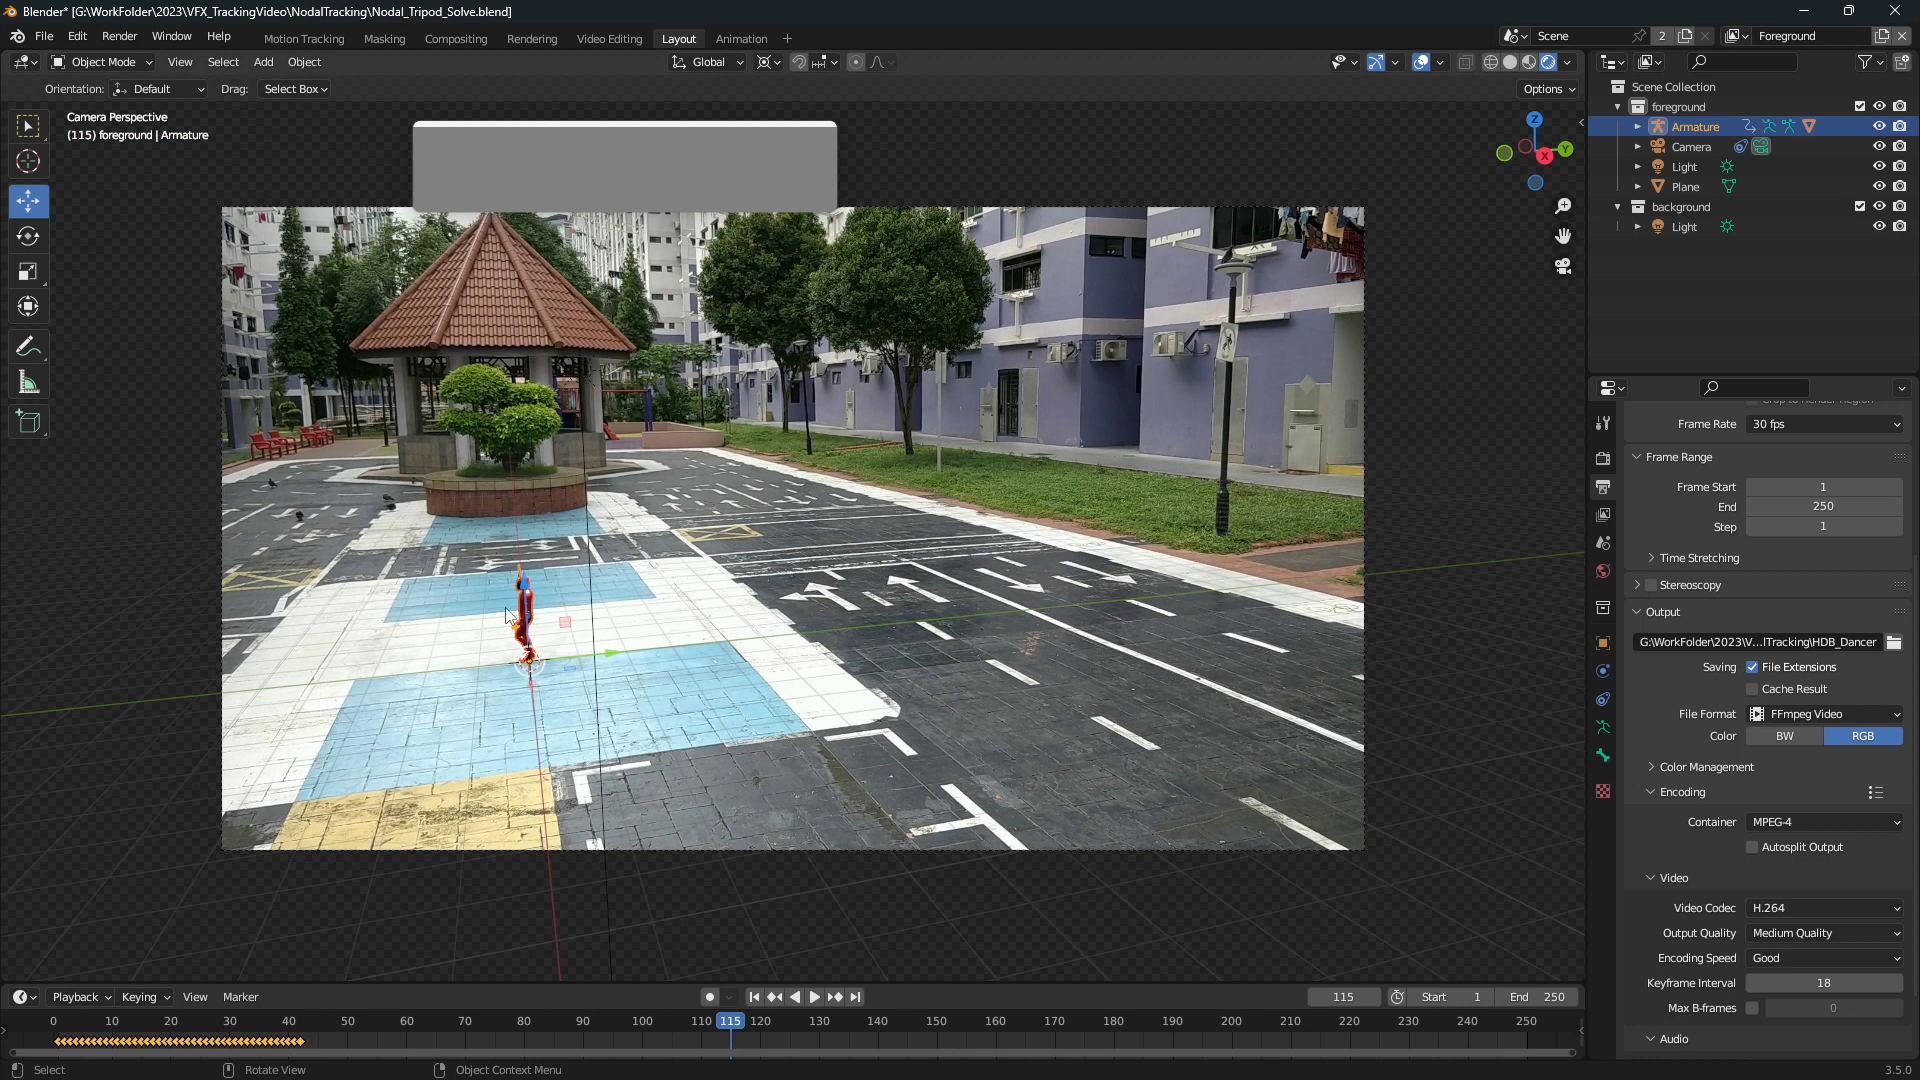 Blender* [G:\WorkFolder\2023\VFX_TrackingVideo\NodalTracking\Nodal_Tripod_Solve.blend]
File Edit Render Window Help Motion Tracking Masking Compositing Rendering Video Editing Layout Animation + Scene 2 Foreground
Object Mode View Select Add Object Global
Orientation: Default Drag: Select Box Options
Camera Perspective
(115) foreground | Armature
Z
Y
X
Scene Collection
foreground
Armature
Camera
Light
Plane
background
Light
Frame Rate 30 fps
Frame Range
Frame Start 1
End 250
Step 1
Time Stretching
Stereoscopy
Output
G:\WorkFolder\2023\V...lTracking\HDB_Dancer
Saving File Extensions
Cache Result
File Format FFmpeg Video
Color BW RGB
Color Management
Encoding
Container MPEG-4
Autosplit Output
Video
Video Codec H.264
Output Quality Medium Quality
Encoding Speed Good
Keyframe Interval 18
Max B-frames 0
Audio
Playback Keying View Marker 115 Start 1 End 250
0 10 20 30 40 50 60 70 80 90 100 110 115 120 130 140 150 160 170 180 190 200 210 220 230 240 250
Select Rotate View Object Context Menu 3.5.0